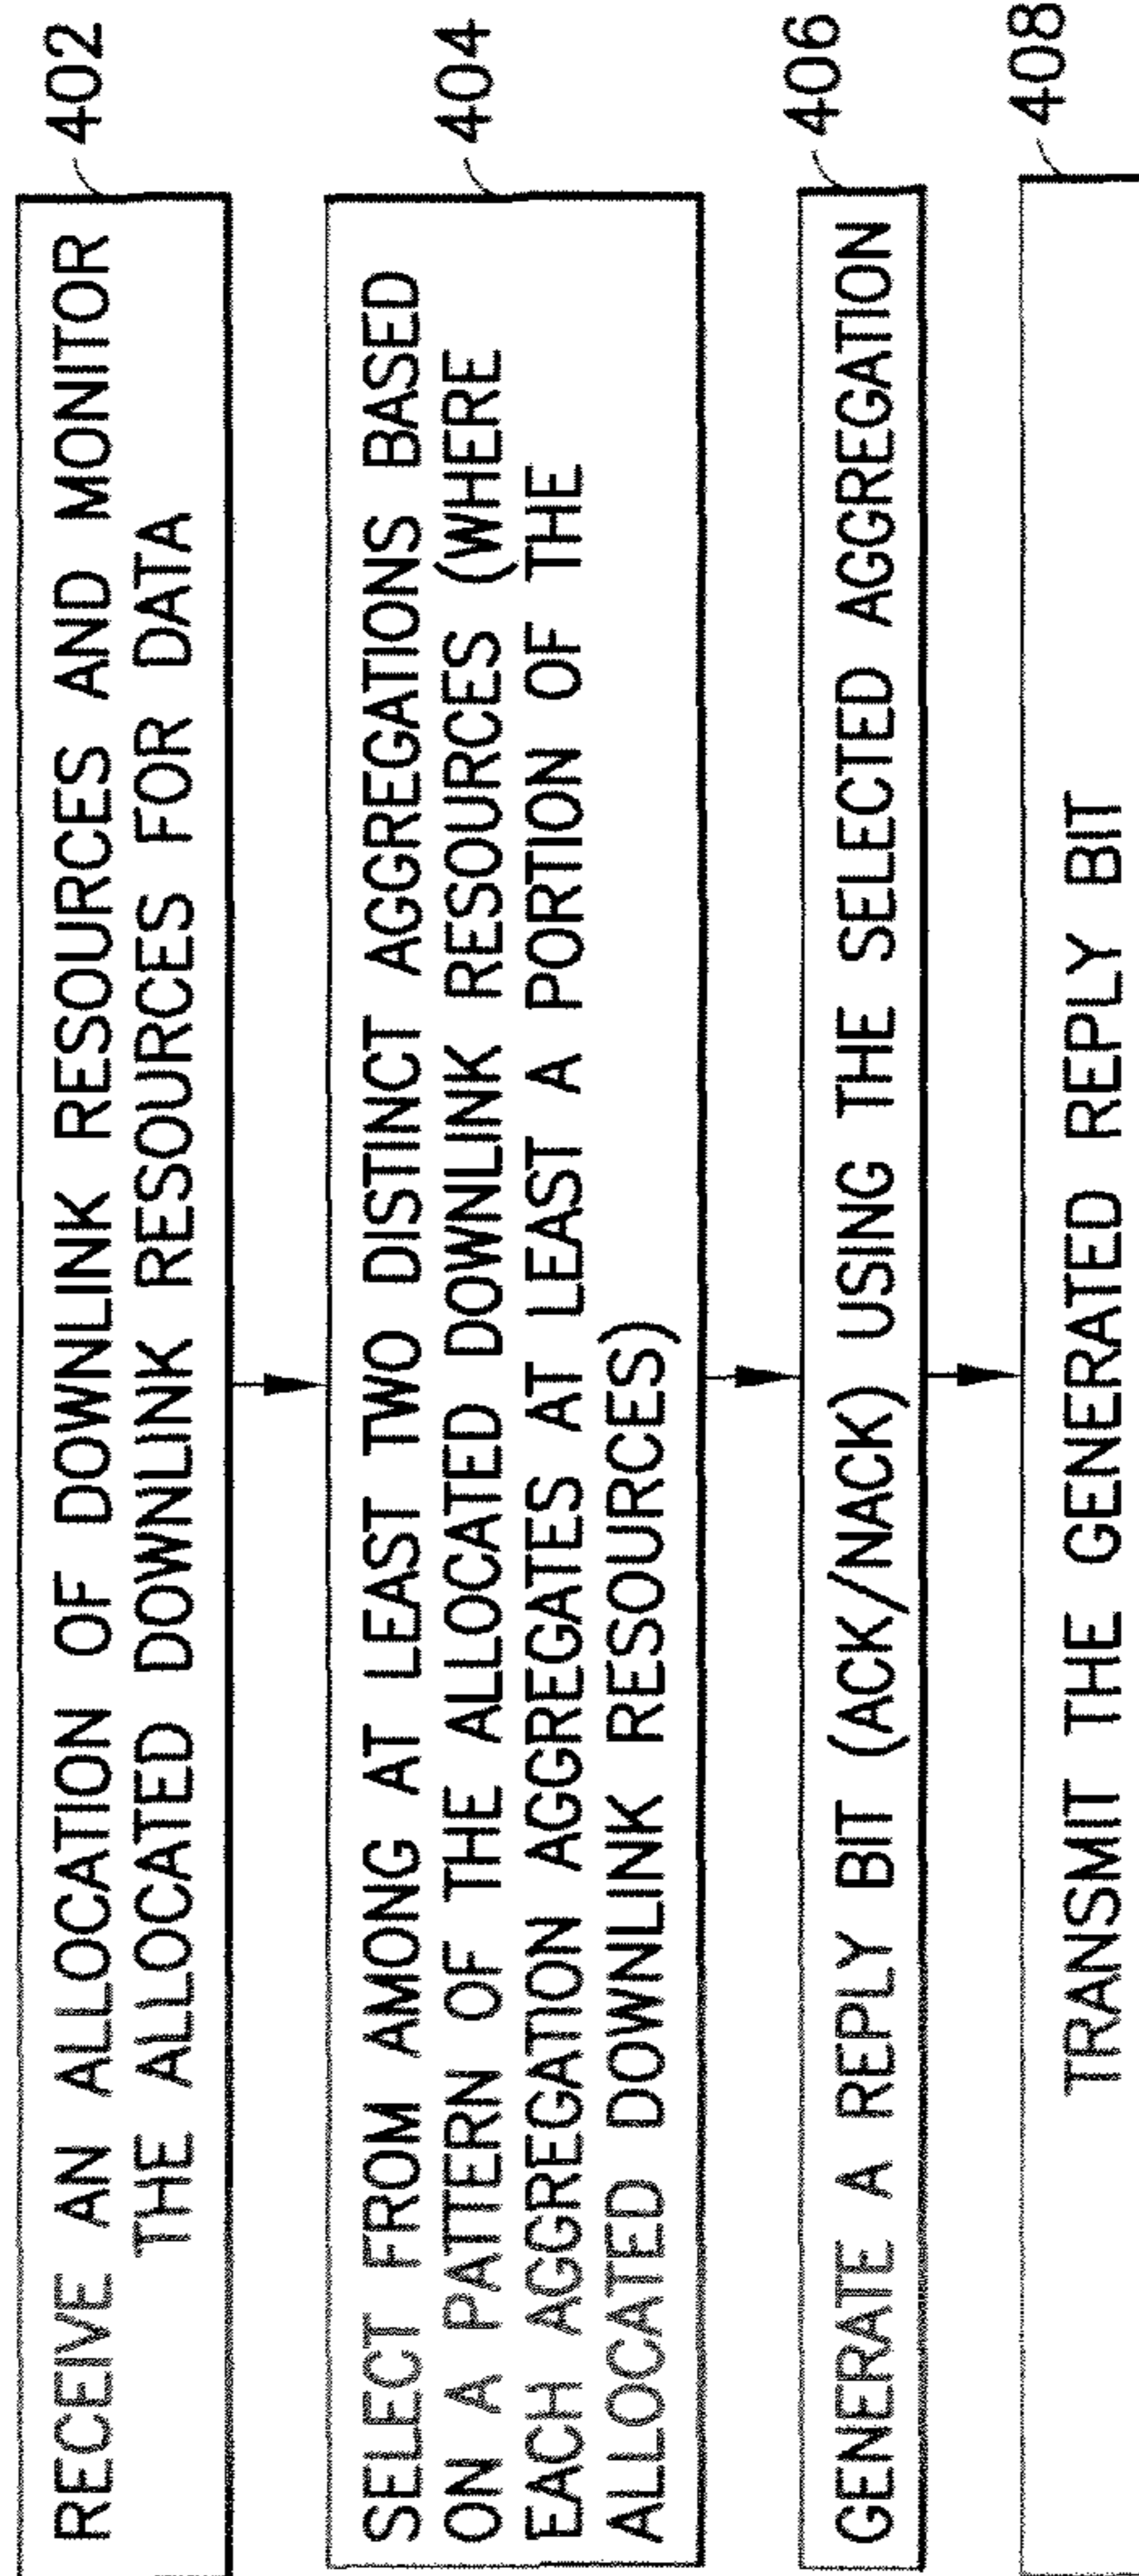 RECEIVE AN ALLOCATION OF DOWNLINK RESOURCES AND MONITOR
THE ALLOCATED DOWNLINK RESOURCES FOR DATA
402
SELECT FROM AMONG AT LEAST TWO DISTINCT AGGREGATIONS BASED
ON A PATTERN OF THE ALLOCATED DOWNLINK RESOURCES (WHERE
EACH AGGREGATION AGGREGATES AT LEAST A PORTION OF THE
ALLOCATED DOWNLINK RESOURCES)
404
GENERATE A REPLY BIT (ACK/NACK) USING THE SELECTED AGGREGATION
406
TRANSMIT THE GENERATED REPLY BIT
408